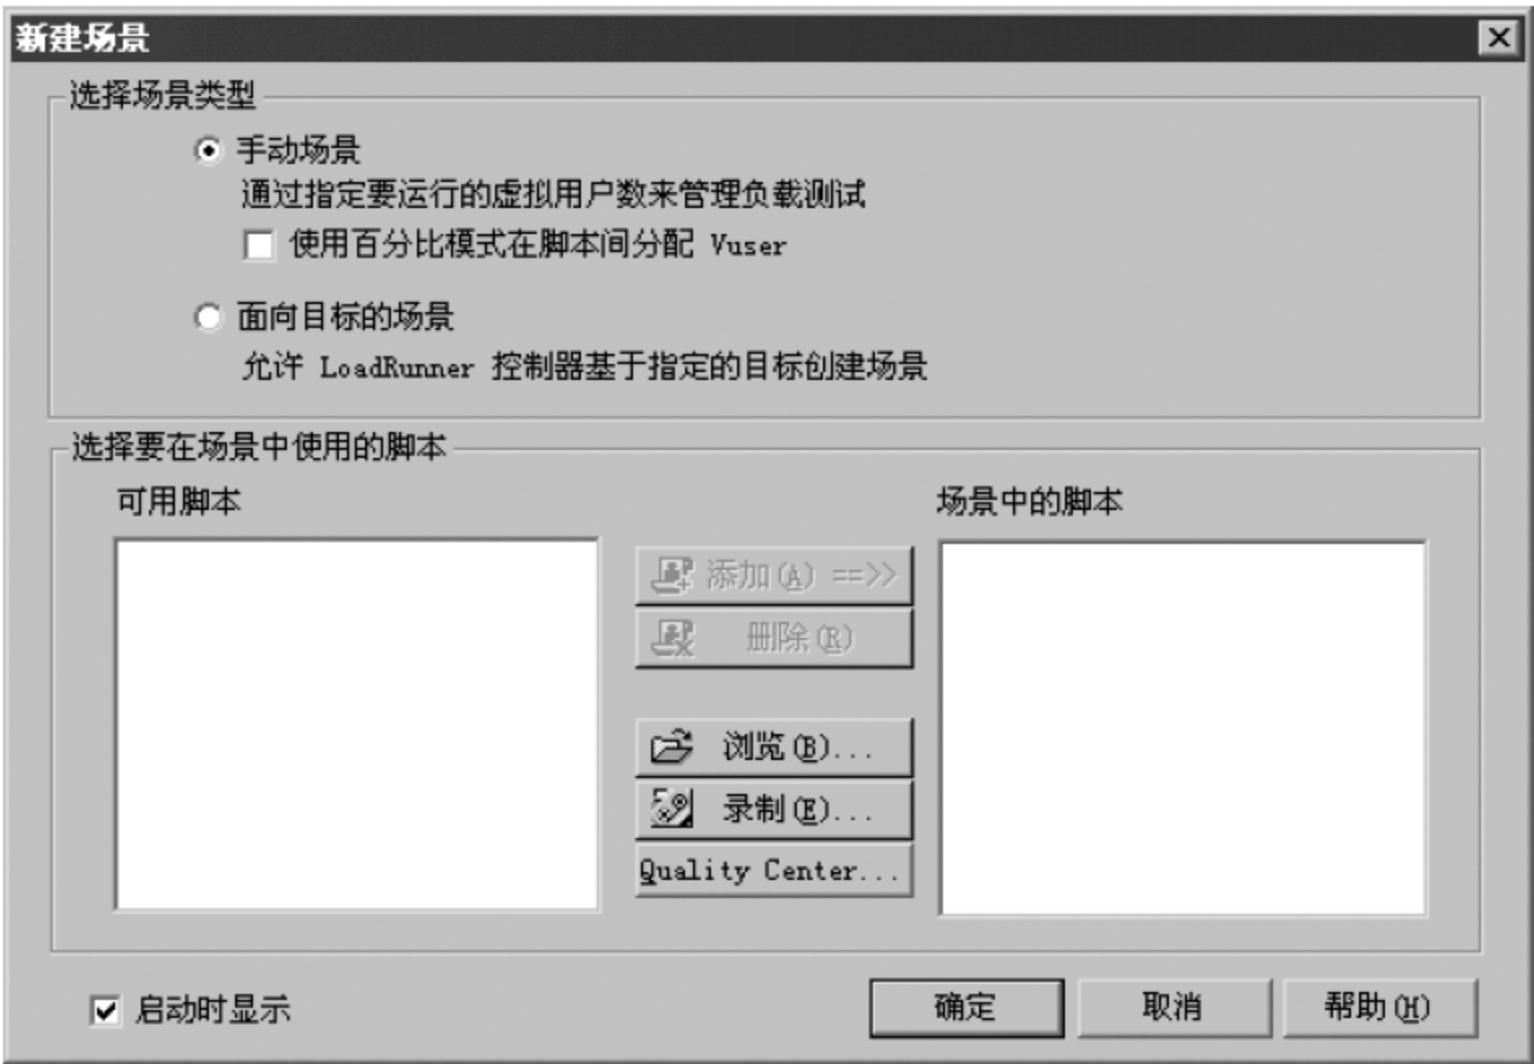 新建场景
选择场景类型
手动场景
通过指定要运行的虚拟用户数来管理负载测试
使用百分比模式在脚本间分配 Vuser
面向目标的场景
允许 LoadRunner 控制器基于指定的目标创建场景
选择要在场景中使用的脚本
可用脚本
场景中的脚本
添加(A) ==>>
删除(R)
浏览(B)...
录制(E)...
Quality Center...
启动时显示
确定
取消
帮助(H)